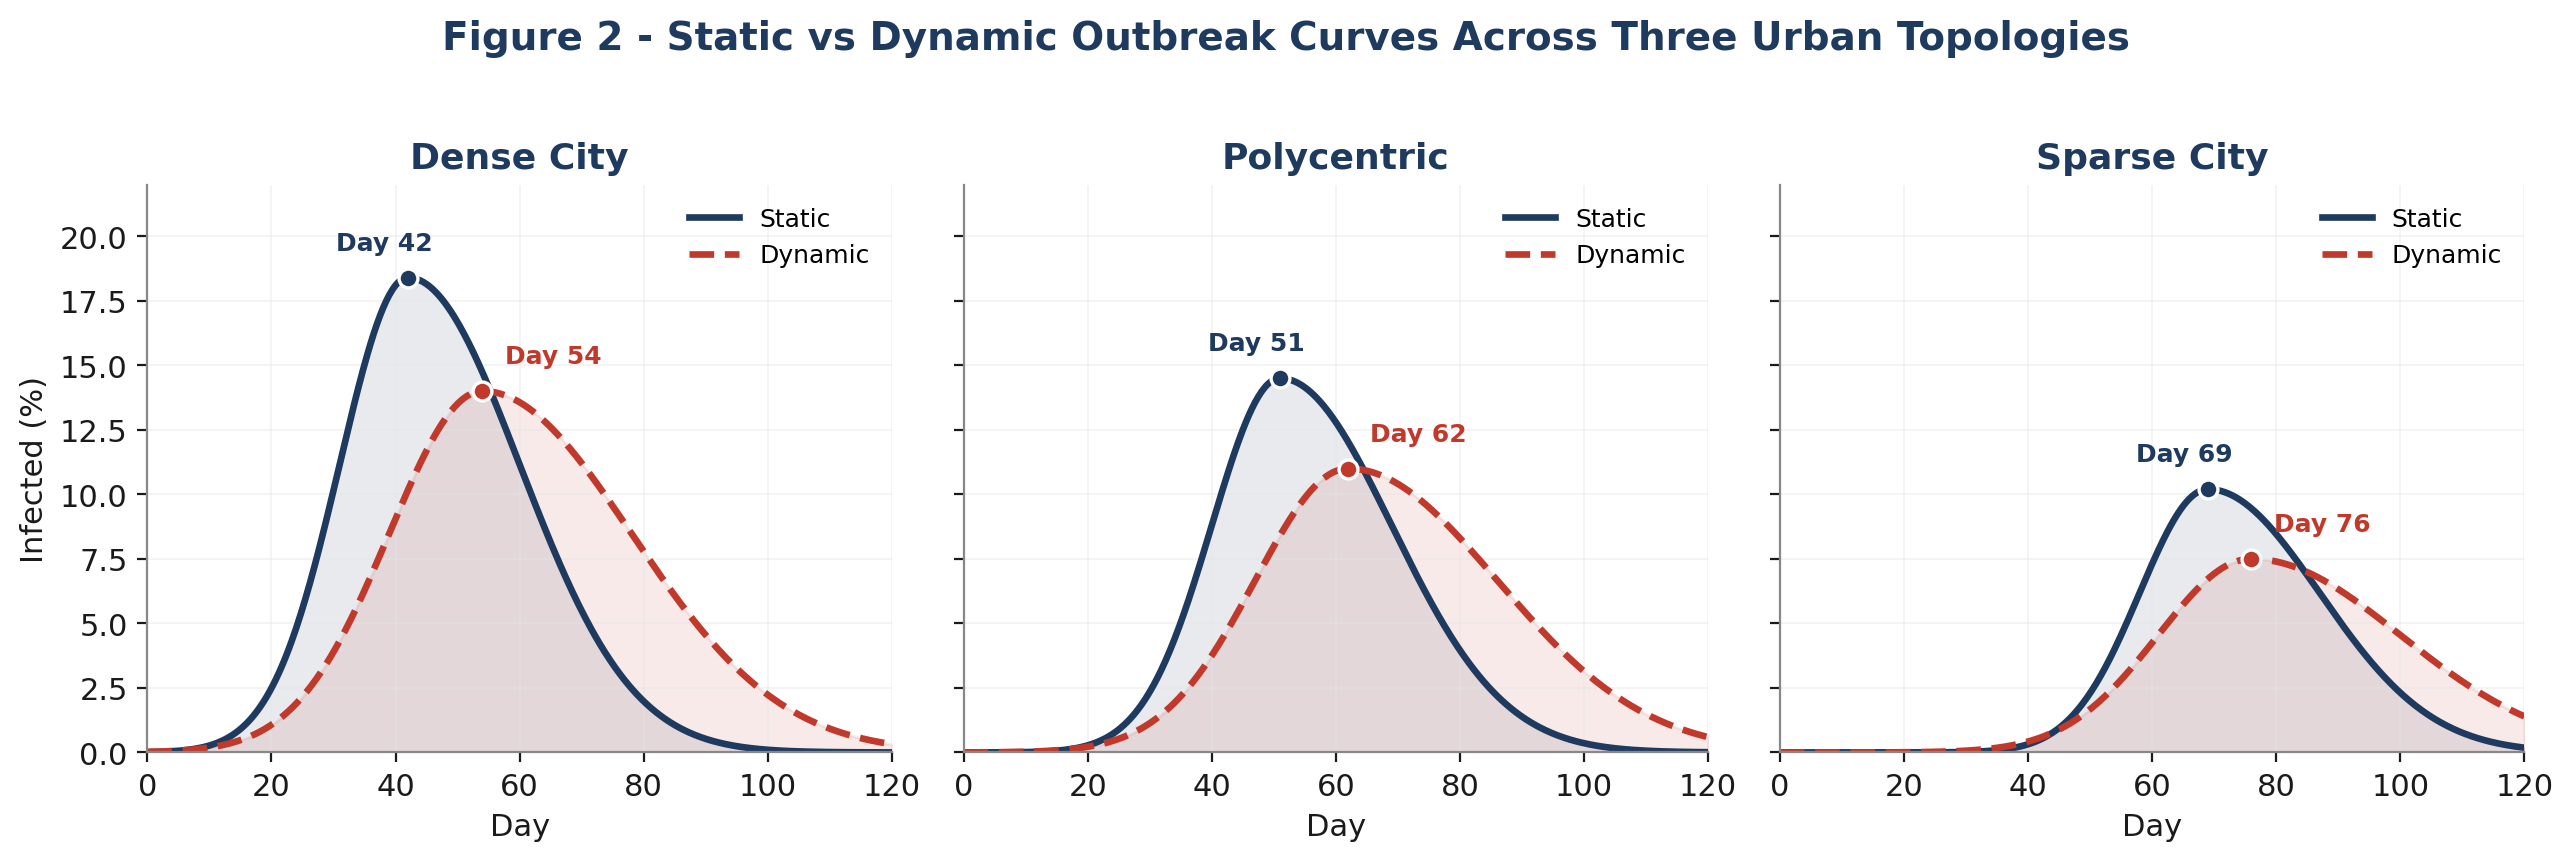 Figure 2 - Static vs Dynamic Outbreak Curves Across Three Urban Topologies
Dense City
Static
Dynamic
Day 42
Day 54
Infected (%)
20.0
17.5
15.0
12.5
10.0
7.5
5.0
2.5
0.0
0 20 40 60 80 100 120
Day
Polycentric
Static
Dynamic
Day 51
Day 62
0 20 40 60 80 100 120
Day
Sparse City
Static
Dynamic
Day 69
Day 76
0 20 40 60 80 100 120
Day